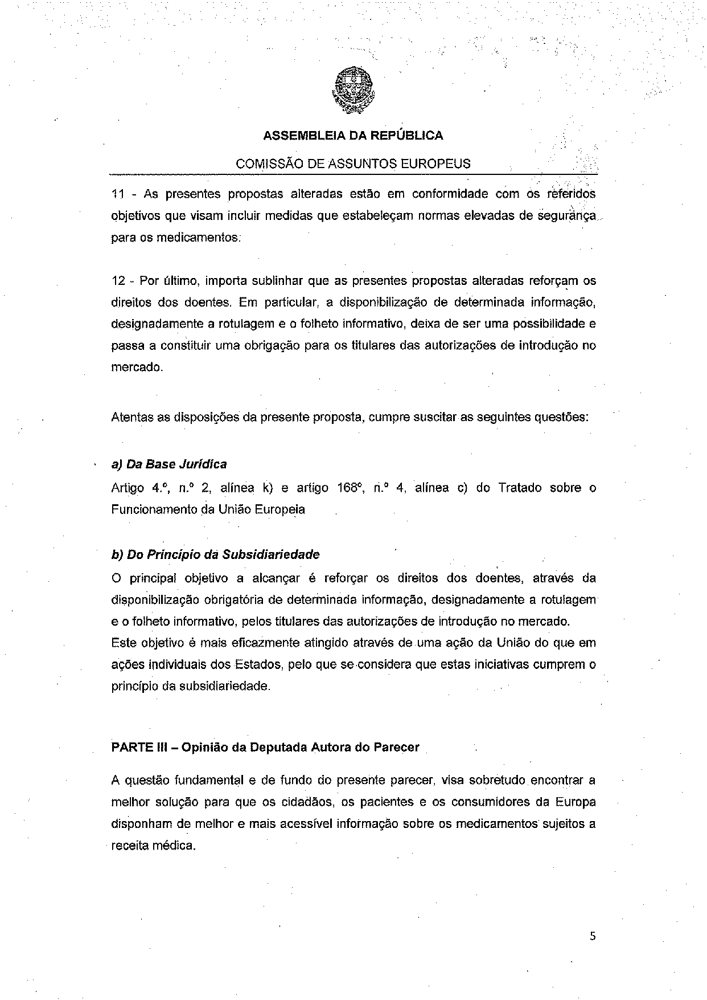 ASSEMBLEIA DA REPÚBLICA
COMISSÃO DE ASSUNTOS EUROPEUS
11 - As presentes propostas alteradas estão em conformidade com os referidos
objetivos que visam incluir medidas que estabeleçam normas elevadas de segurança
para os medicamentos.
12 - Por último, importa sublinhar que as presentes propostas alteradas reforçam os
direitos dos doentes. Em particular, a disponibilização de determinada informação,
designadamente a rotulagem e o folheto informativo, deixa de ser uma possibilidade e
passa a constituir uma obrigação para os titulares das autorizações de introdução no
mercado.
Atentas as disposições da presente proposta, cumpre suscitar as seguintes questões:
a) Da Base Jurídica
Artigo 4.º, n.º 2, alínea k) e artigo 168º, n.º 4, alínea c) do Tratado sobre o
Funcionamento da União Europeia
b) Do Princípio da Subsidiariedade
O principal objetivo a alcançar é reforçar os direitos dos doentes, através da
disponibilização obrigatória de determinada informação, designadamente a rotulagem
e o folheto informativo, pelos titulares das autorizações de introdução no mercado.
Este objetivo é mais eficazmente atingido através de uma ação da União do que em
ações individuais dos Estados, pelo que se considera que estas iniciativas cumprem o
princípio da subsidiariedade.
PARTE III – Opinião da Deputada Autora do Parecer
A questão fundamental e de fundo do presente parecer, visa sobretudo encontrar a
melhor solução para que os cidadãos, os pacientes e os consumidores da Europa
disponham de melhor e mais acessível informação sobre os medicamentos sujeitos a
receita médica.
5